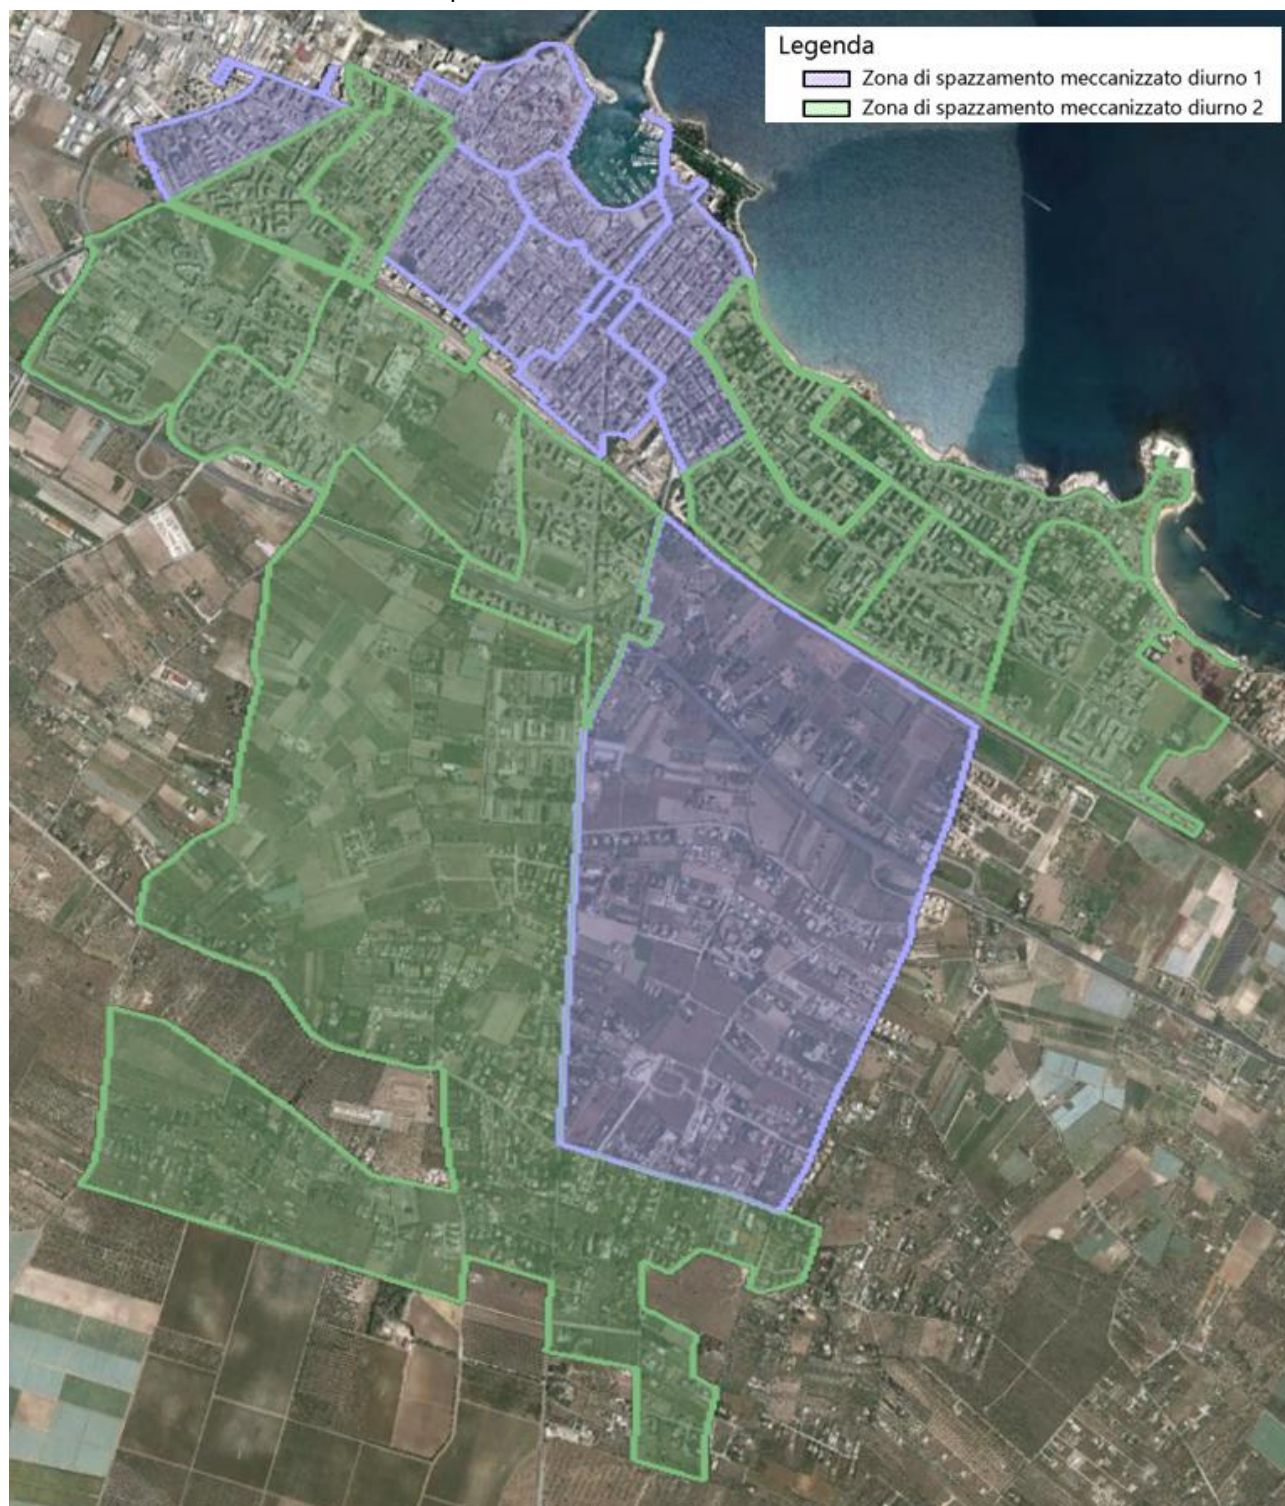 Legenda
Zona di spazzamento meccanizzato diurno 1
Zona di spazzamento meccanizzato diurno 2